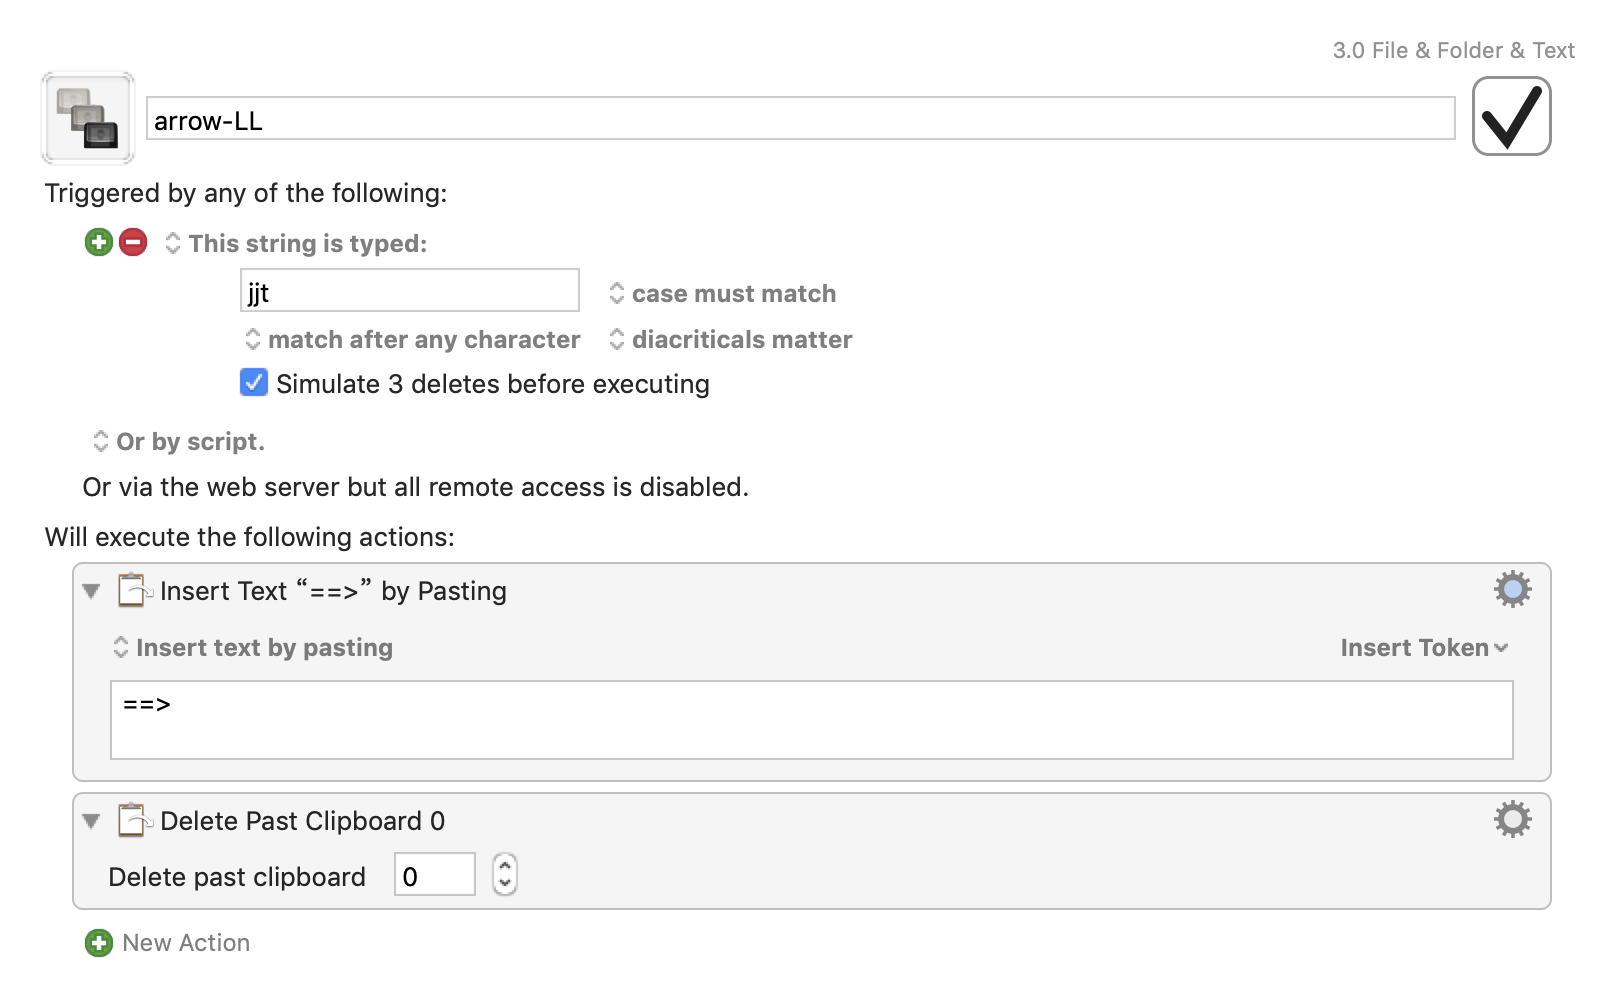 3.0 File & Folder & Text
arrow-LL
Triggered by any of the following:
This string is typed:
jjt
case must match
match after any character
diacriticals matter
Simulate 3 deletes before executing
Or by script.
Or via the web server but all remote access is disabled.
Will execute the following actions:
Insert Text “==>” by Pasting
Insert text by pasting
Insert Token
==>
Delete Past Clipboard 0
Delete past clipboard 0
New Action